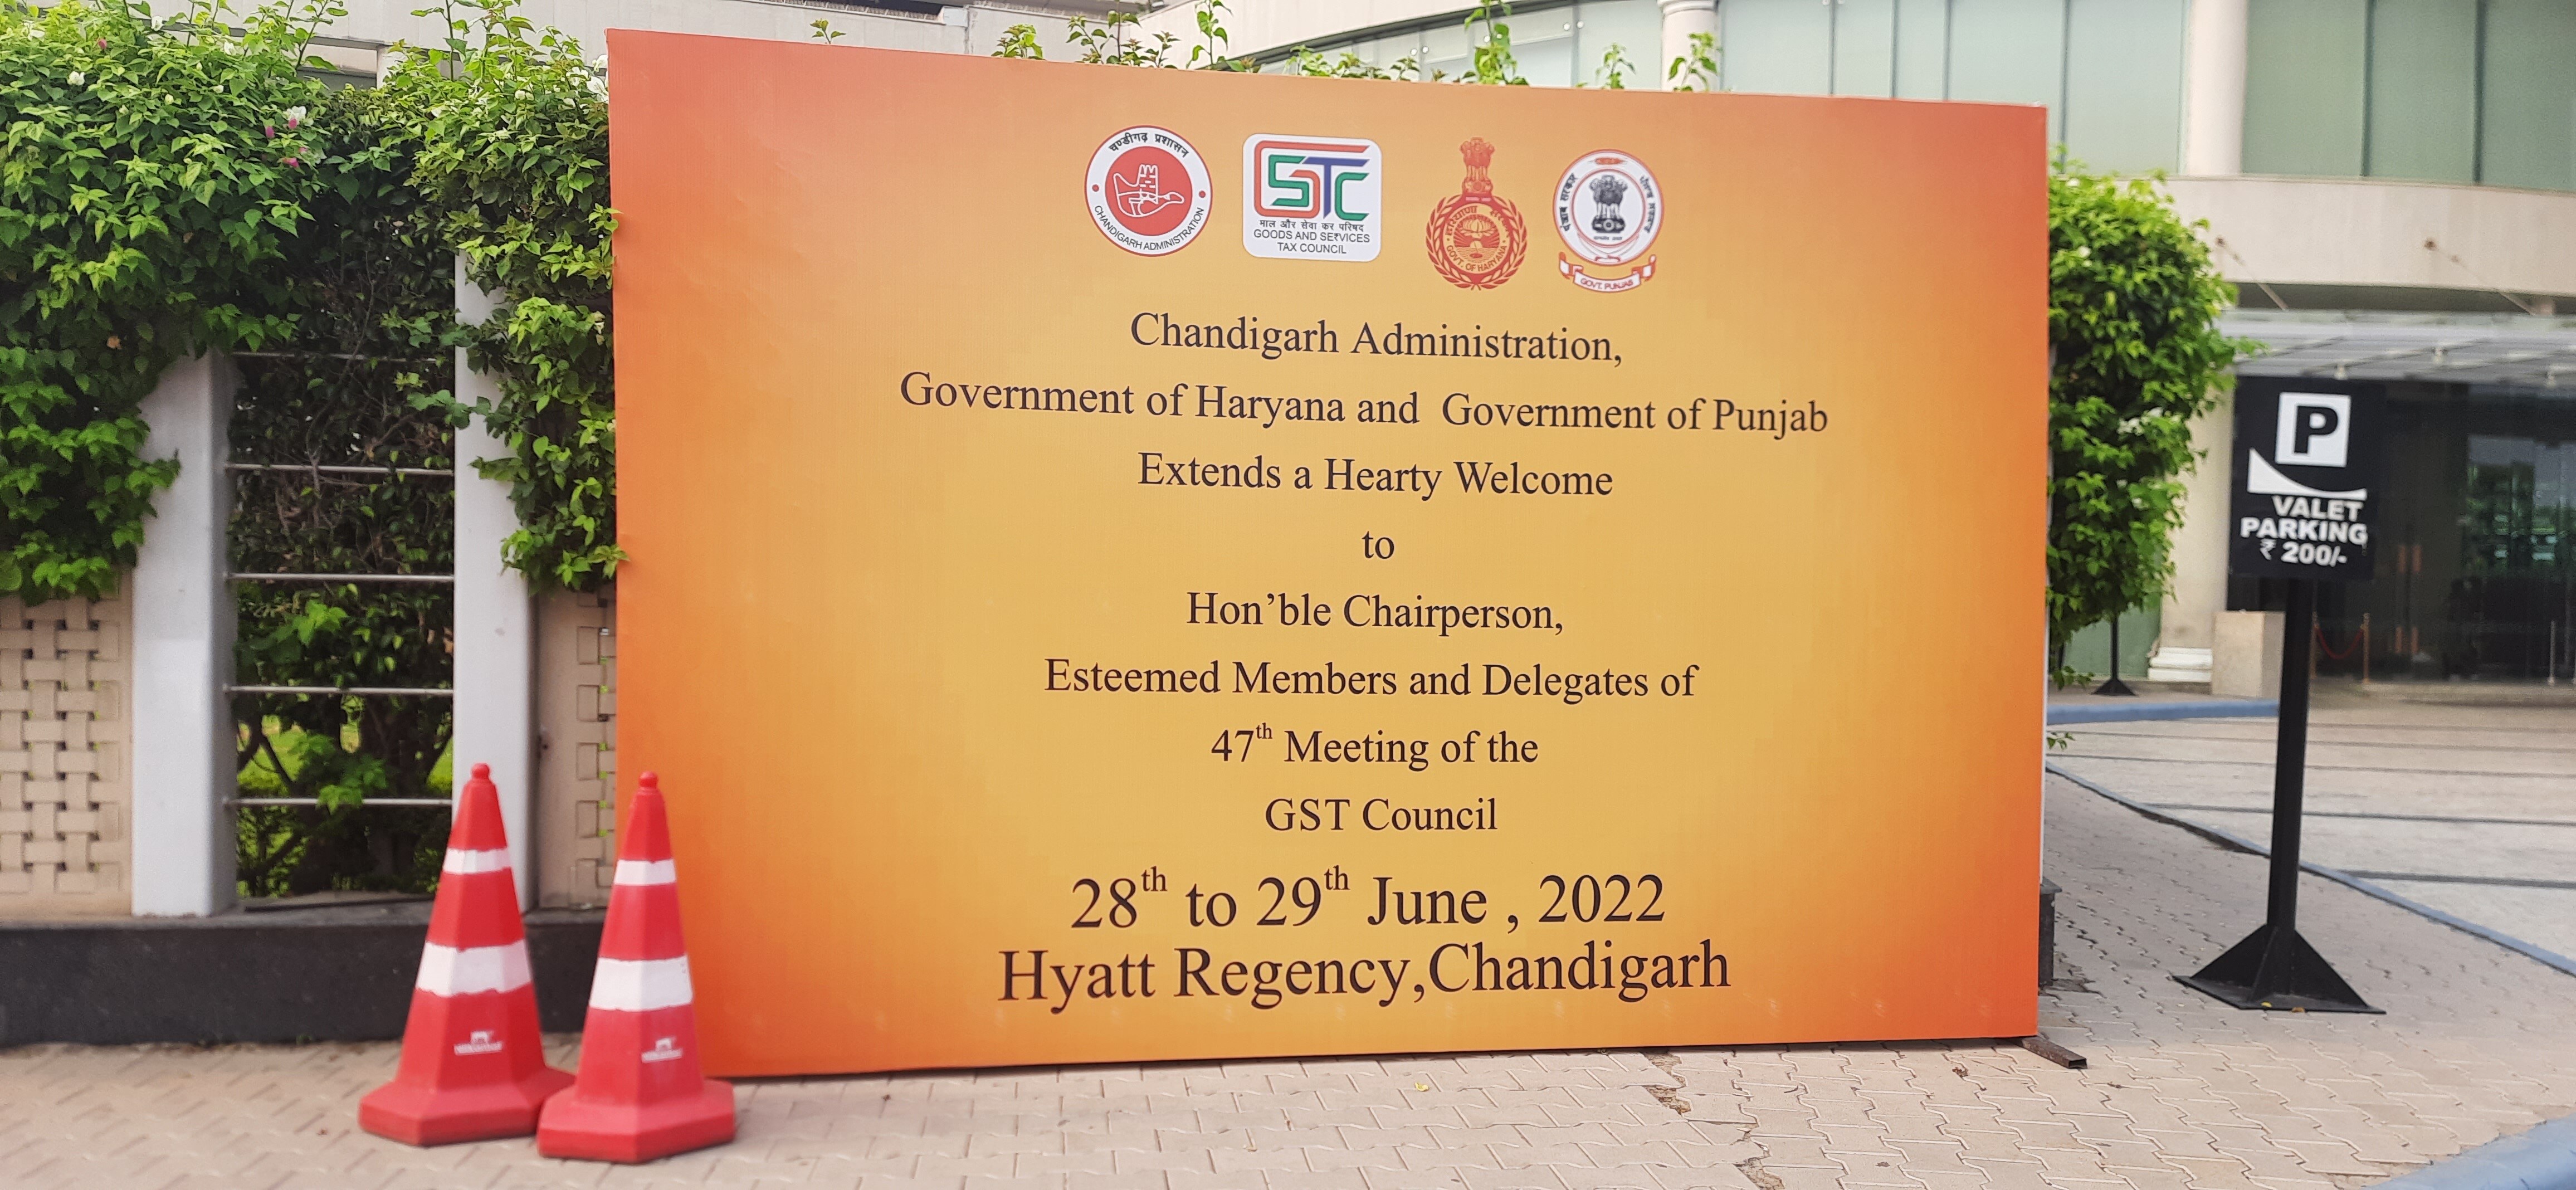 चण्डीगढ़ प्रशासन
CHANDIGARH ADMINISTRATION
GSTC
माल और सेवा कर परिषद
GOODS AND SE₹VICES
TAX COUNCIL
GOVT. OF HARYANA
GOVT. PUNJAB
Chandigarh Administration,
Government of Haryana and Government of Punjab
Extends a Hearty Welcome
to
Hon’ble Chairperson,
Esteemed Members and Delegates of
47th Meeting of the
GST Council
28th to 29th June , 2022
Hyatt Regency,Chandigarh
P
VALET
PARKING
₹ 200/-